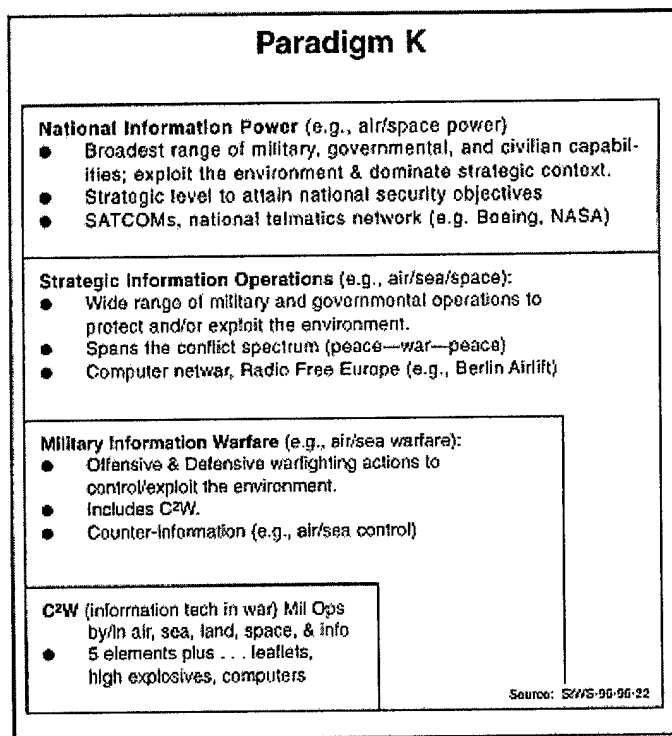 Paradigm K
National Information Power (e.g., air/space power)
● Broadest range of military, governmental, and civilian capabil-
ities; exploit the environment & dominate strategic context.
● Strategic level to attain national security objectives
● SATCOMs, national telmatics network (e.g. Boeing, NASA)
Strategic Information Operations (e.g., air/sea/space):
● Wide range of military and governmental operations to
protect and/or exploit the environment.
● Spans the conflict spectrum (peace—war—peace)
● Computer netwar, Radio Free Europe (e.g., Berlin Airlift)
Military Information Warfare (e.g., air/sea warfare):
● Offensive & Defensive warfighting actions to
control/exploit the environment.
● Includes C²W.
● Counter-information (e.g., air/sea control)
C²W (information tech in war) Mil Ops
by/in air, sea, land, space, & info
● 5 elements plus . . . leaflets,
high explosives, computers
Source: